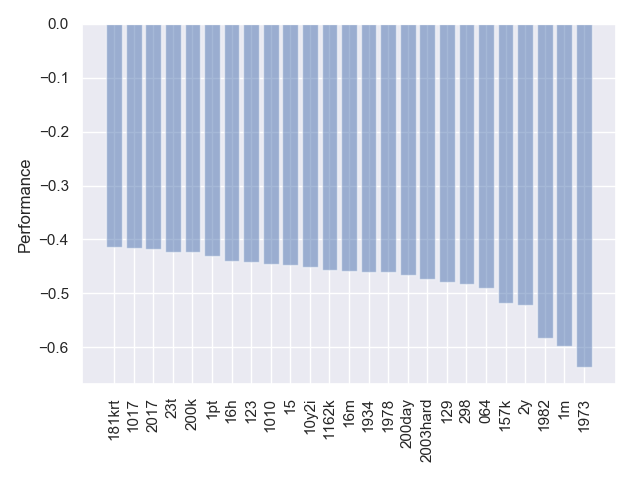 0.0
−0.1
−0.2
−0.3
−0.4
−0.5
−0.6
Performance
181krt
1017
2017
23t
200k
1pt
16h
123
1010
15
10y2i
1162k
16m
1934
1978
200day
2003hard
129
298
064
157k
2y
1982
1m
1973